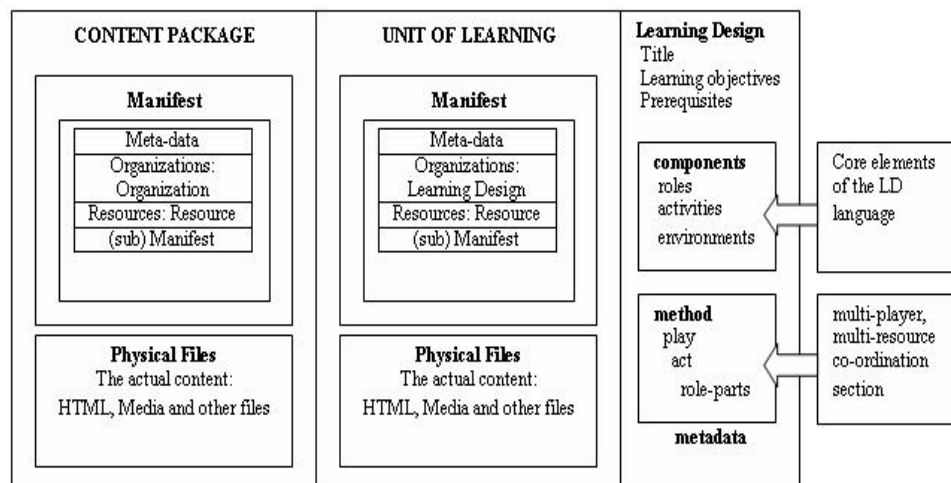 CONTENT PACKAGE
Manifest
Meta-data
Organizations:
Organization
Resources: Resource
(sub) Manifest
Physical Files
The actual content:
HTML, Media and other files
UNIT OF LEARNING
Manifest
Meta-data
Organizations:
Learning Design
Resources: Resource
(sub) Manifest
Physical Files
The actual content:
HTML, Media and other files
Learning Design
Title
Learning objectives
Prerequisites
components
roles
activities
environments
method
play
act
role-parts
metadata
Core elements
of the LD
language
multi-player,
multi-resource
co-ordination
section